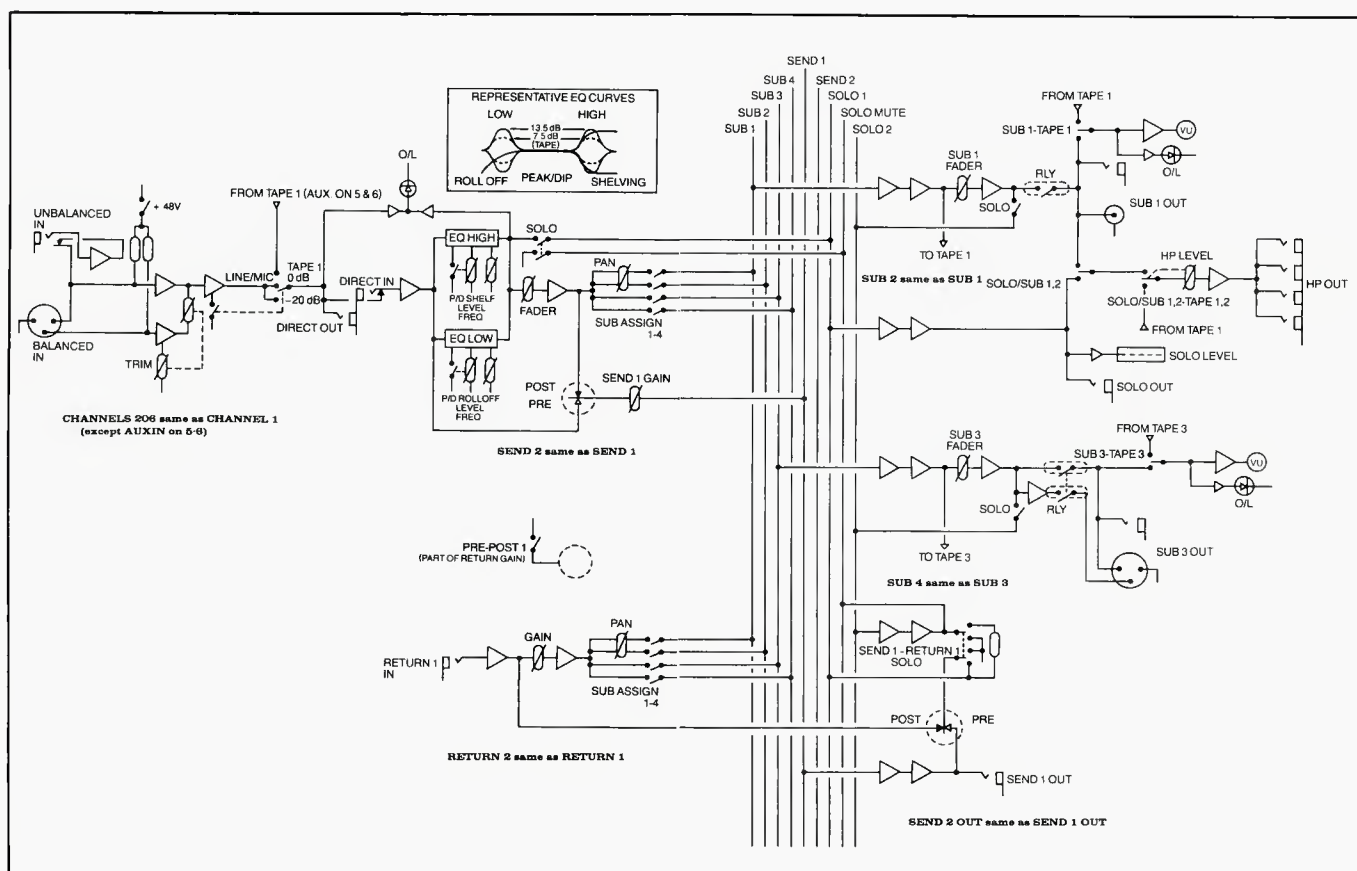 REPRESENTATIVE EQ CURVES
LOW
HIGH
13.5 dB
7.5 dB
(TAPE)
ROLL OFF
PEAK/DIP
SHELVING
O/L
FROM TAPE 1 (AUX. ON 5 & 6)
+ 48V
UNBALANCED
IN
BALANCED
IN
TRIM
LINE/MIC
TAPE 1
0 dB
-20 dB
DIRECT OUT
DIRECT IN
EQ HIGH
P/D SHELF
LEVEL
FREQ
EQ LOW
P/D ROLLOFF
LEVEL
FREQ
SOLO
FADER
PAN
SUB ASSIGN
1-4
POST
PRE
SEND 1 GAIN
CHANNELS 206 same as CHANNEL 1
(except AUXIN on 5-6)
SEND 2 same as SEND 1
PRE-POST 1
(PART OF RETURN GAIN)
RETURN 1
IN
GAIN
PAN
SUB ASSIGN
1-4
RETURN 2 same as RETURN 1
SEND 1
SUB 4
SEND 2
SUB 3
SOLO 1
SUB 2
SOLO MUTE
SUB 1
SOLO 2
FROM TAPE 1
SUB 1-TAPE 1
VU
O/L
SUB 1
FADER
RLY
SOLO
SUB 1 OUT
TO TAPE 1
SUB 2 same as SUB 1
SOLO/SUB 1,2
HP LEVEL
HP OUT
SOLO/SUB 1,2-TAPE 1,2
FROM TAPE 1
SOLO LEVEL
SOLO OUT
FROM TAPE 3
SUB 3
FADER
SUB 3-TAPE 3
VU
O/L
SOLO
RLY
SUB 3 OUT
TO TAPE 3
SUB 4 same as SUB 3
SEND 1 - RETURN 1
SOLO
POST
PRE
SEND 1 OUT
SEND 2 OUT same as SEND 1 OUT